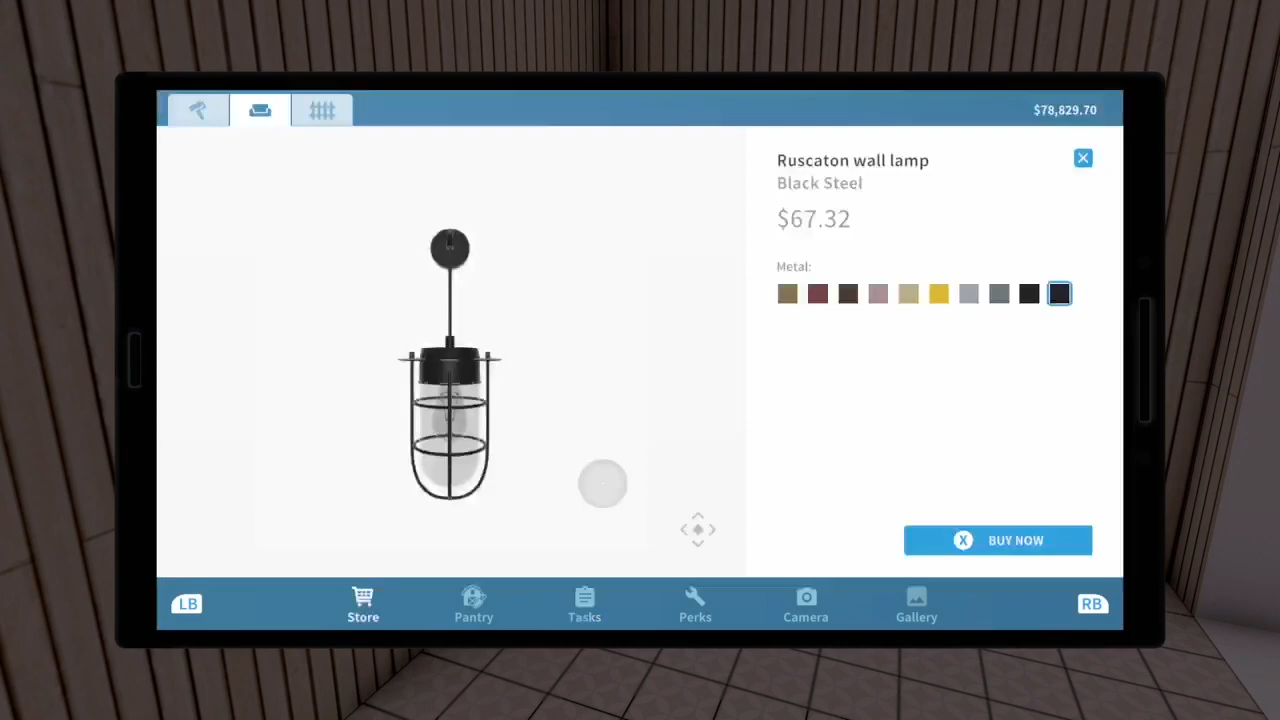 $78,829.70
Ruscaton wall lamp
Black Steel
$67.32
Metal:
X BUY NOW
LB
Store
Pantry
Tasks
Perks
Camera
Gallery
RB